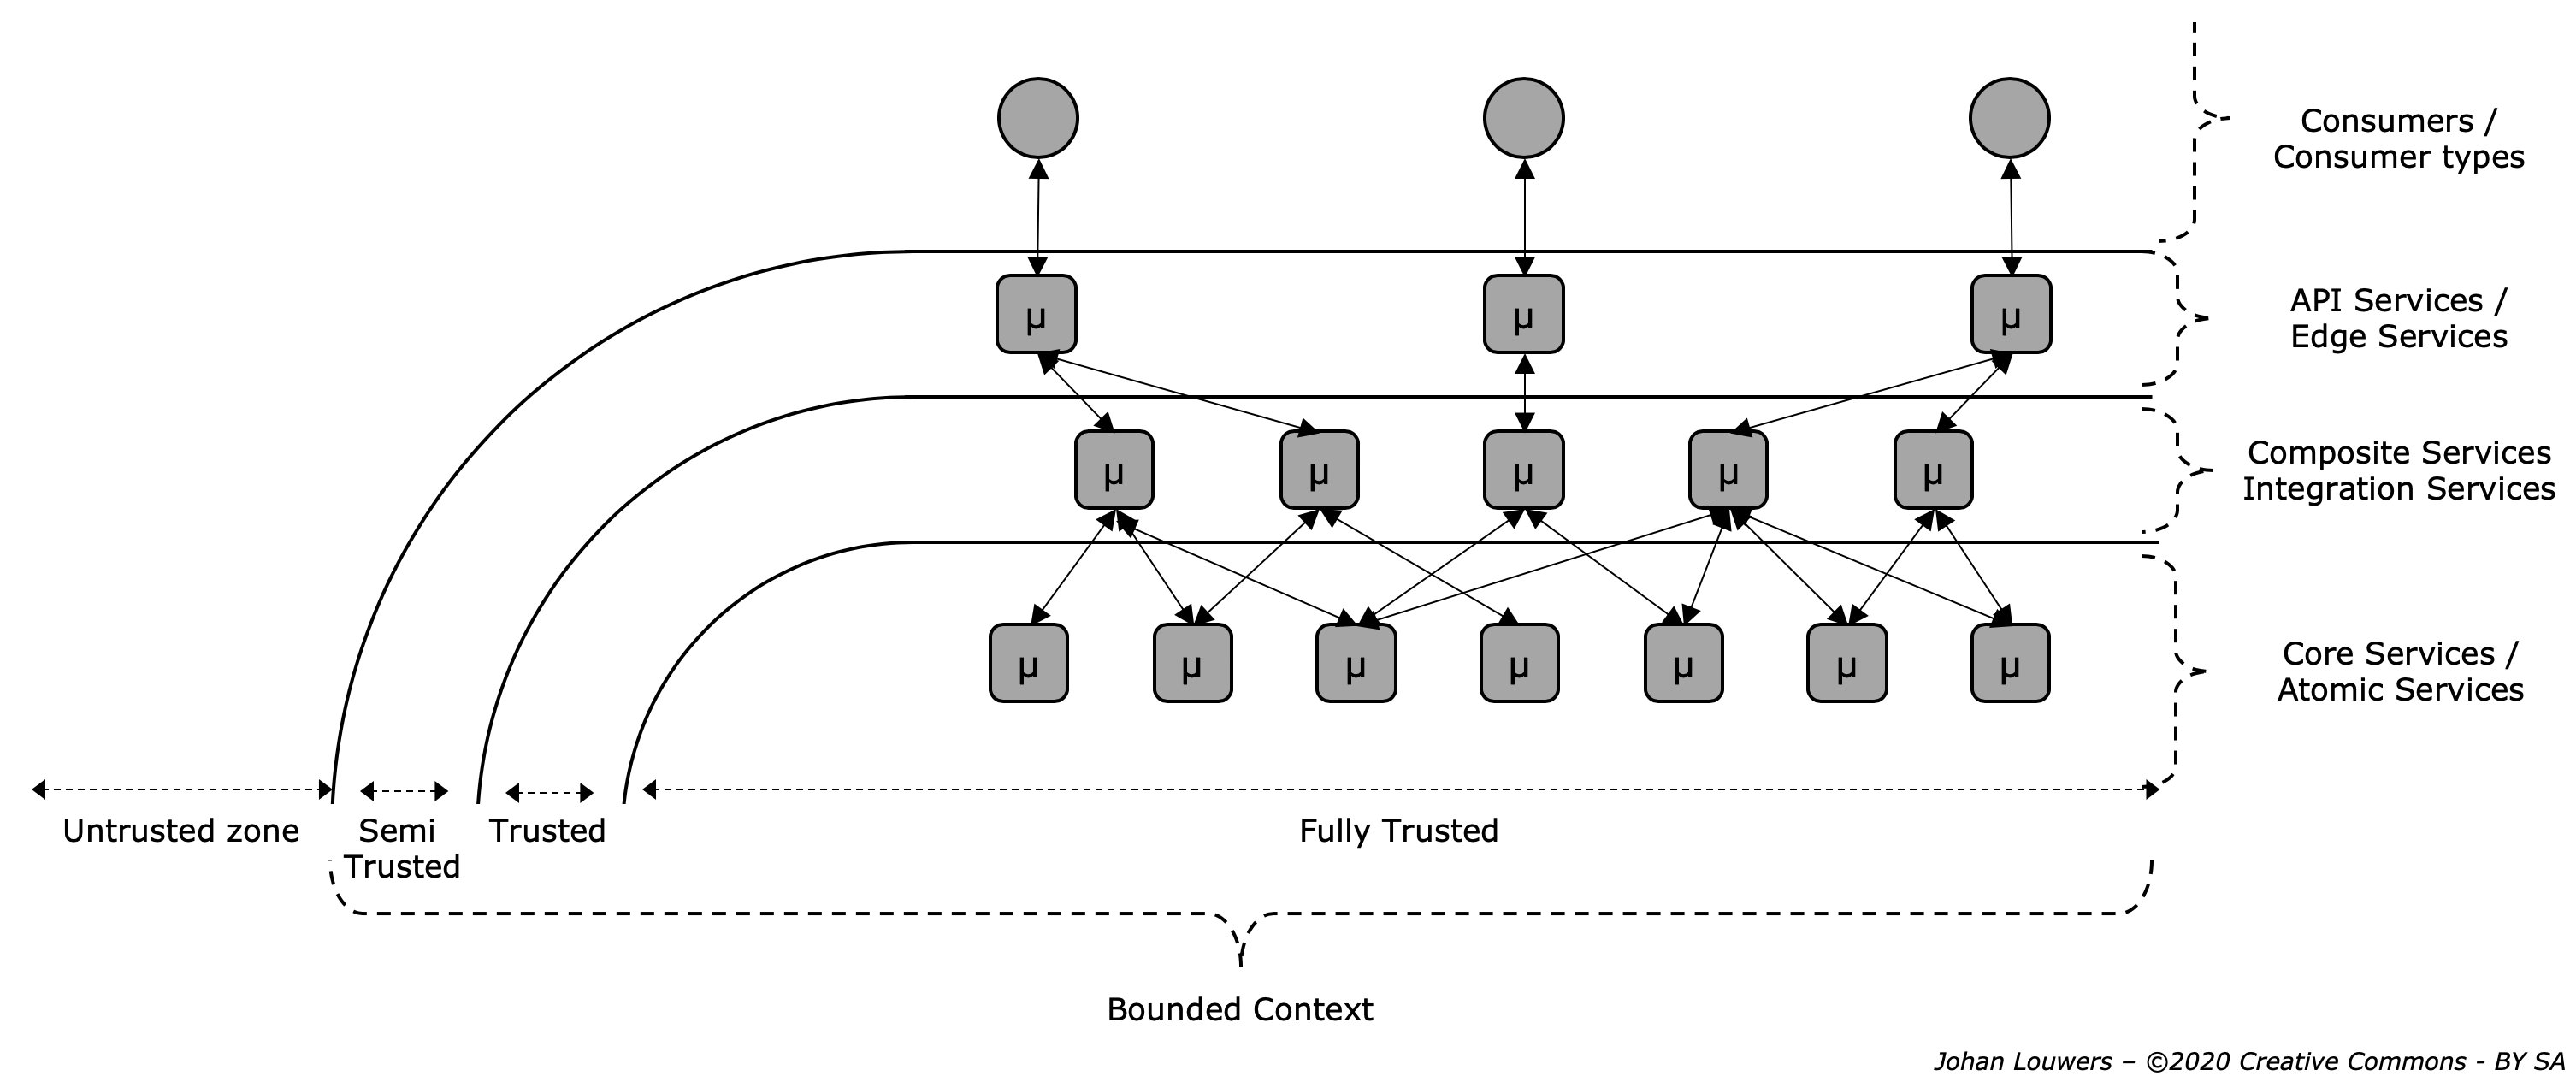 Consumers /
Consumer types
µ µ µ
API Services /
Edge Services
µ µ µ µ µ
Composite Services
Integration Services
µ µ µ µ µ µ µ
Core Services /
Atomic Services
Untrusted zone
Semi
Trusted
Trusted
Fully Trusted
Bounded Context
Johan Louwers – ©2020 Creative Commons - BY SA